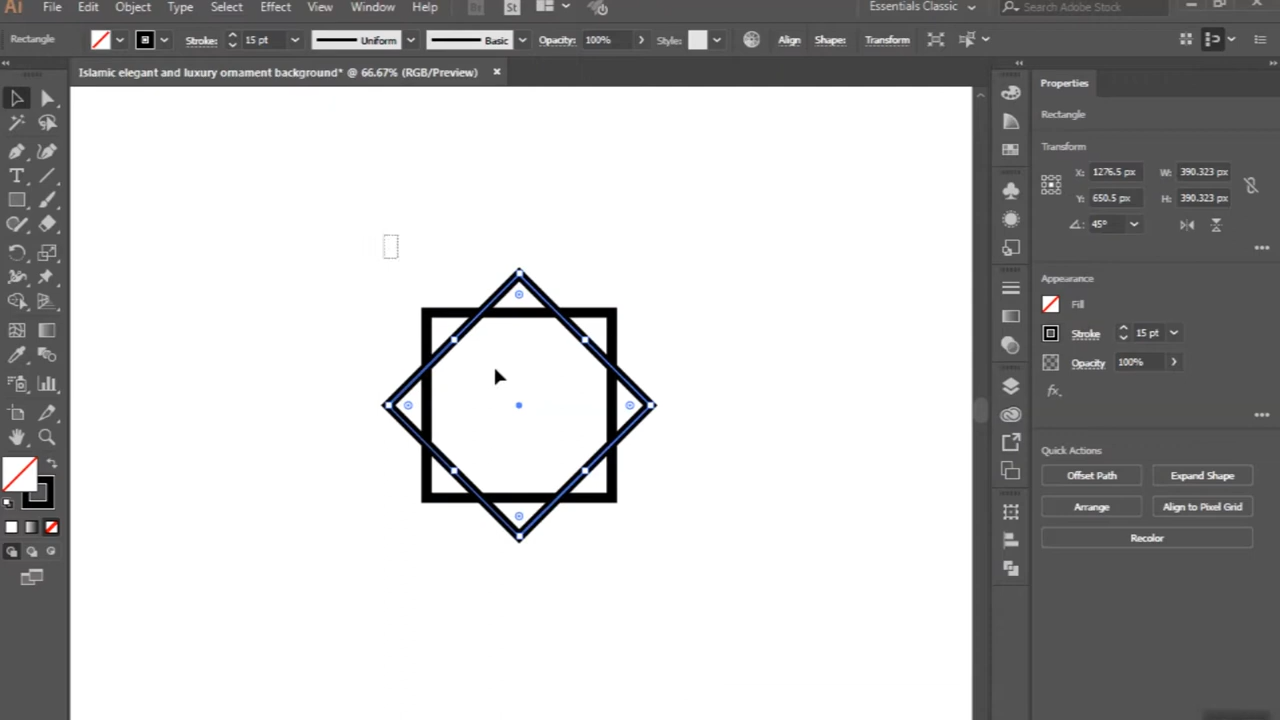 Ai File Edit Object Type Select Effect View Window Help Br St Essentials Classic Search Adobe Stock
Rectangle Stroke: 15 pt Uniform Basic Opacity: 100% Style: Align Shape: Transform
Islamic elegant and luxury ornament background* @ 66.67% (RGB/Preview) ×
Properties
Rectangle
Transform
X: 1276.5 px W: 390.323 px
Y: 650.5 px H: 390.323 px
45°
Appearance
Fill
Stroke 15 pt
Opacity 100%
fx.
Quick Actions
Offset Path Expand Shape
Arrange Align to Pixel Grid
Recolor